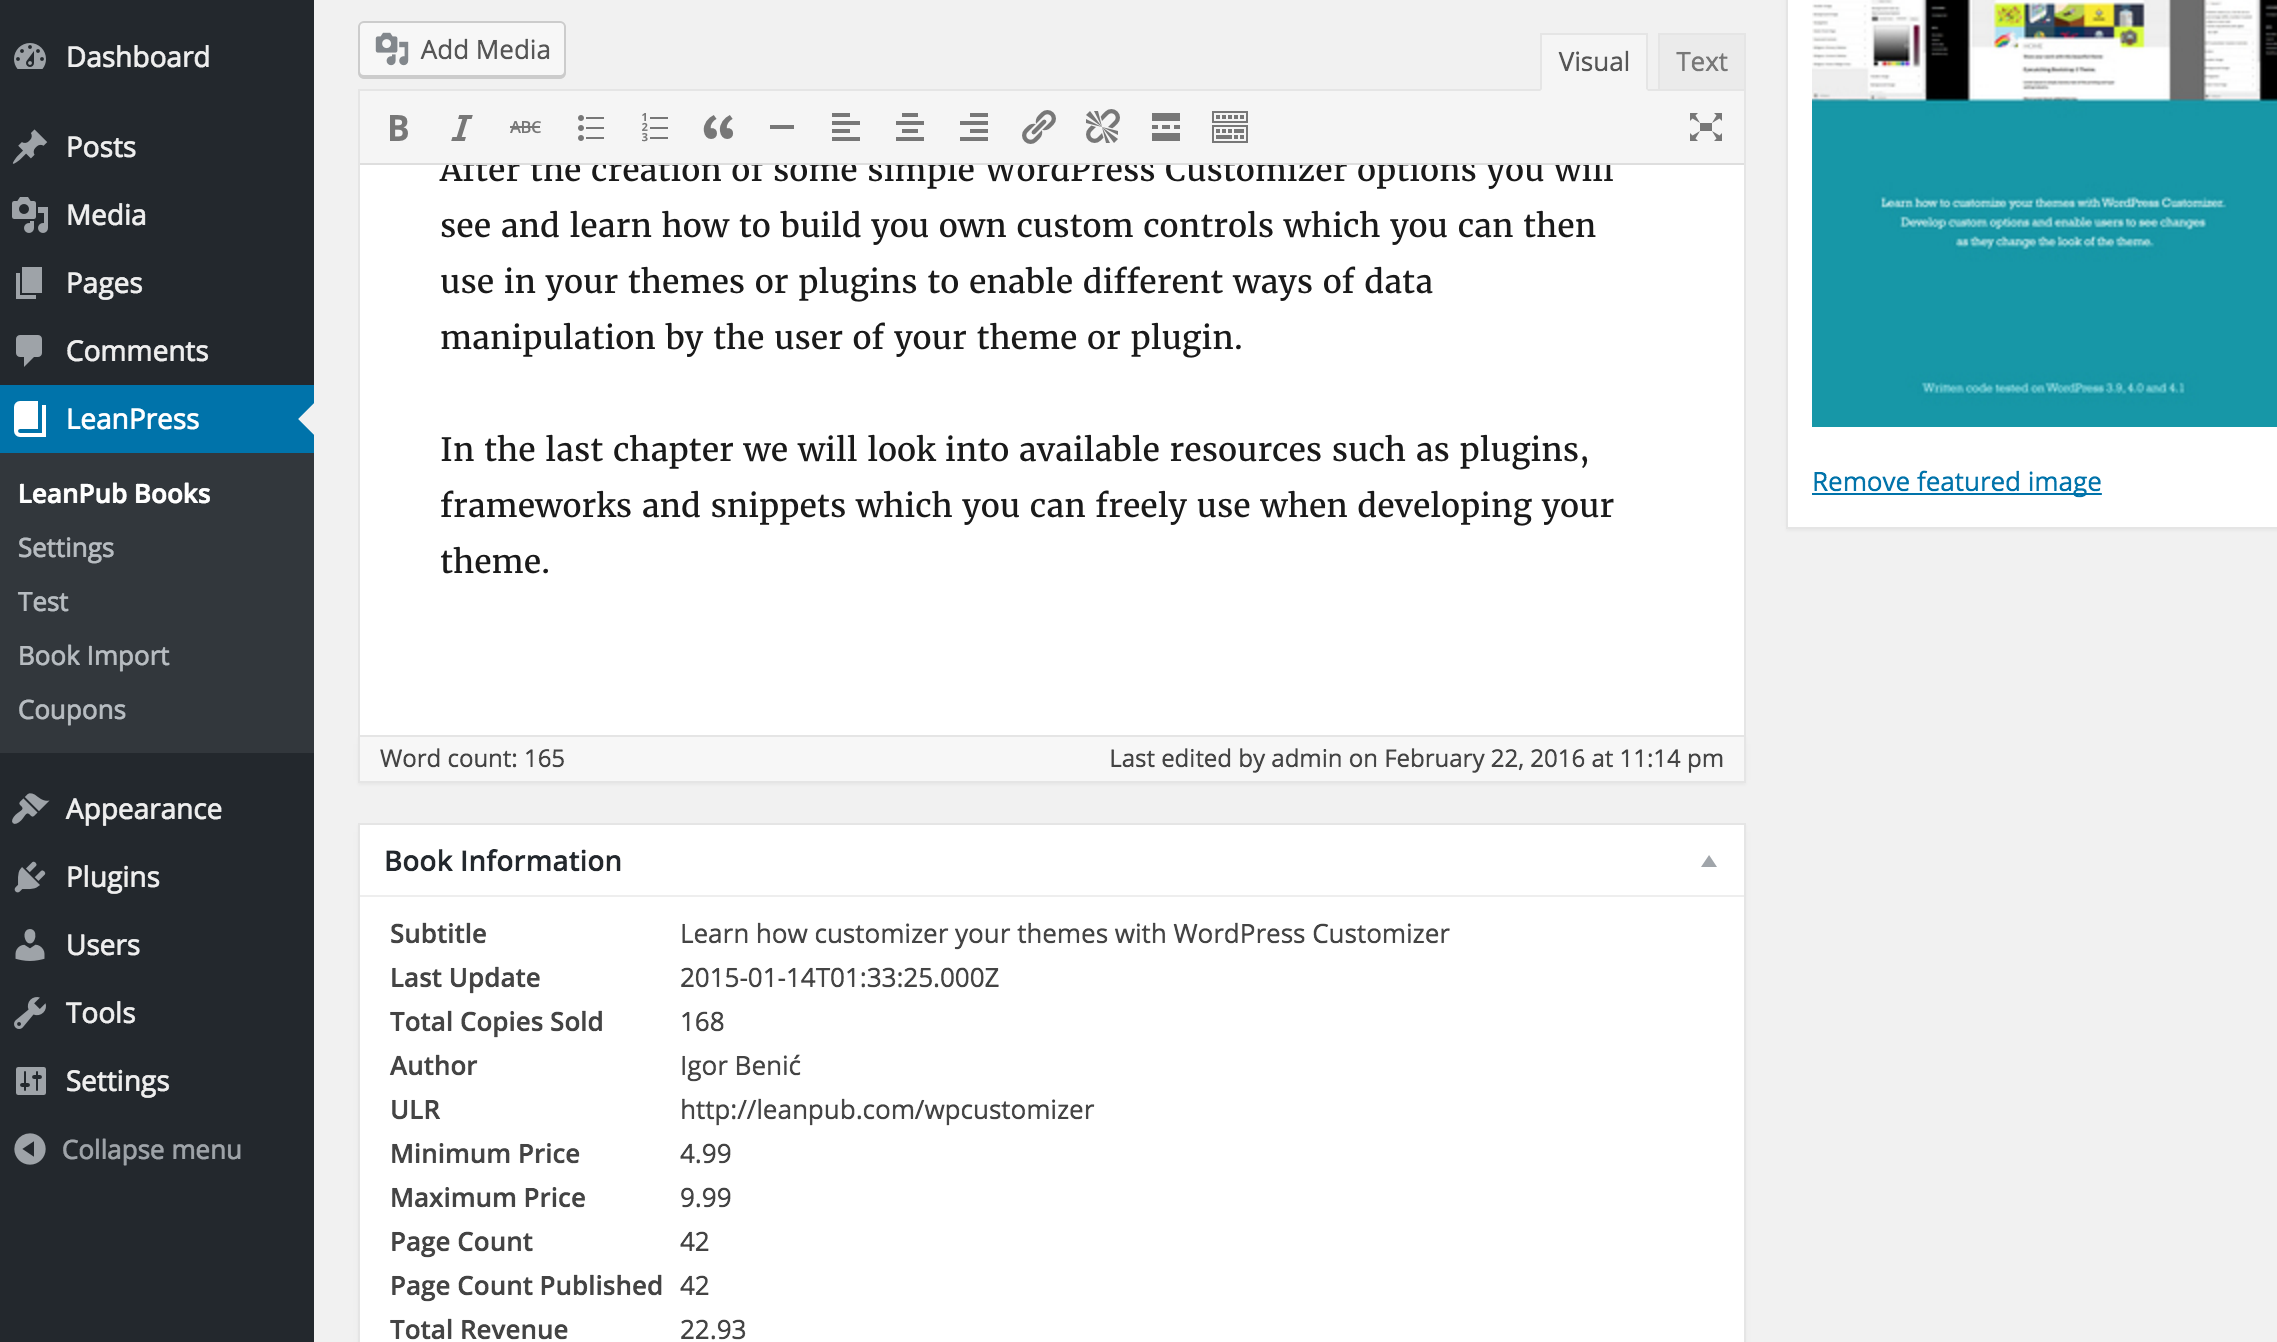 Dashboard
Posts
Media
Pages
Comments
LeanPress
LeanPub Books
Settings
Test
Book Import
Coupons
Appearance
Plugins
Users
Tools
Settings
Collapse menu
Add Media
Visual
Text
B I ABC
After the creation of some simple WordPress Customizer options you will
see and learn how to build you own custom controls which you can then
use in your themes or plugins to enable different ways of data
manipulation by the user of your theme or plugin.
In the last chapter we will look into available resources such as plugins,
frameworks and snippets which you can freely use when developing your
theme.
Word count: 165
Last edited by admin on February 22, 2016 at 11:14 pm
Book Information
Subtitle Learn how customizer your themes with WordPress Customizer
Last Update 2015-01-14T01:33:25.000Z
Total Copies Sold 168
Author Igor Benić
ULR http://leanpub.com/wpcustomizer
Minimum Price 4.99
Maximum Price 9.99
Page Count 42
Page Count Published 42
Total Revenue 22.93
HOME
Learn how to customize your themes with WordPress Customizer.
Develop custom options and enable users to see changes
as they change the look of the theme.
Written code tested on WordPress 3.9, 4.0 and 4.1
Remove featured image